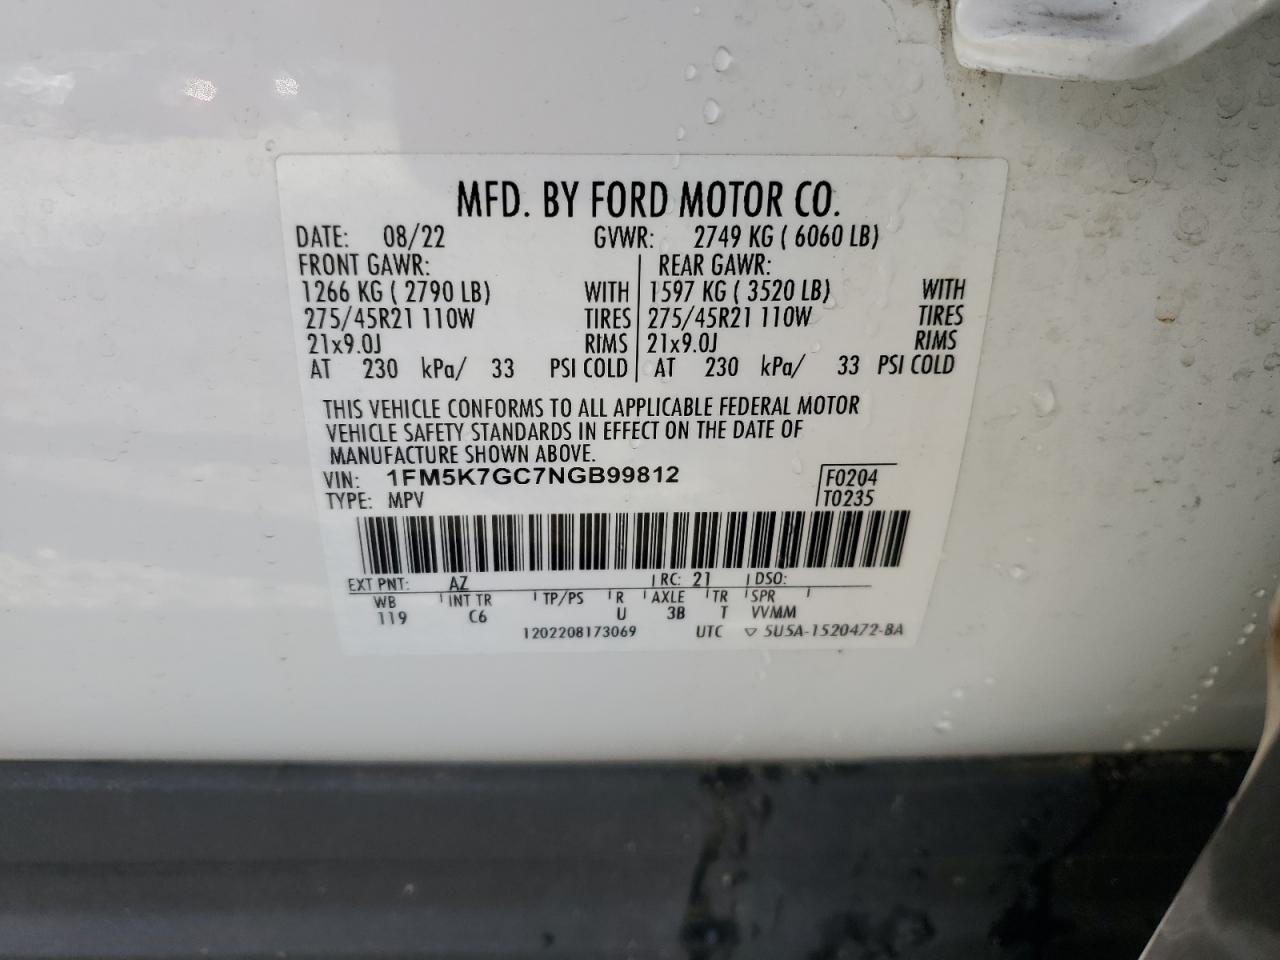 MFD. BY FORD MOTOR CO.
DATE: 08/22 GVWR: 2749 KG ( 6060 LB)
FRONT GAWR: REAR GAWR:
1266 KG ( 2790 LB) WITH 1597 KG ( 3520 LB) WITH
275/45R21 110W TIRES 275/45R21 110W TIRES
21x9.0J RIMS 21x9.0J RIMS
AT 230 kPa/ 33 PSI COLD AT 230 kPa/ 33 PSI COLD
THIS VEHICLE CONFORMS TO ALL APPLICABLE FEDERAL MOTOR
VEHICLE SAFETY STANDARDS IN EFFECT ON THE DATE OF
MANUFACTURE SHOWN ABOVE.
VIN: 1FM5K7GC7NGB99812 F0204
TYPE: MPV T0235
EXT PNT: AZ RC: 21 DSO:
WB INT TR TP/PS R AXLE TR SPR
119 C6 U 3B T VVMM
1202208173069 UTC ▽ 5U5A-1520472-BA